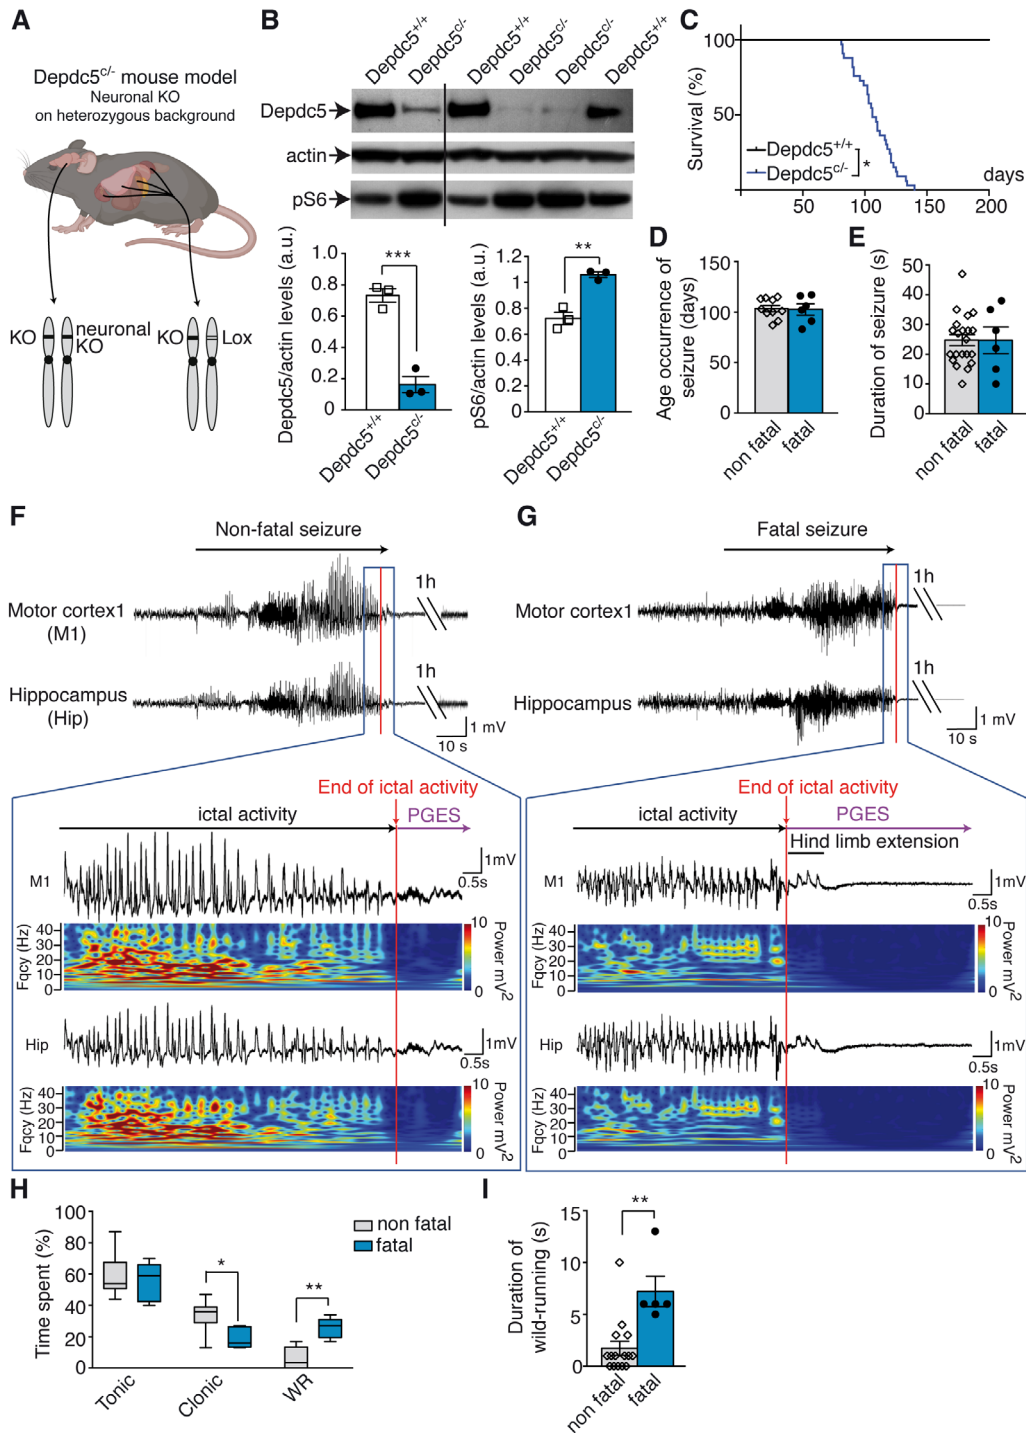 A
Depdc5c/- mouse model
Neuronal KO
on heterozygous background
KO
neuronal
KO
KO
Lox
B
Depdc5+/+
Depdc5c/-
Depdc5+/+
Depdc5c/-
Depdc5c/-
Depdc5+/+
Depdc5
actin
pS6
Depdc5/actin levels (a.u.)
1.0
0.8
0.6
0.4
0.2
0
***
Depdc5+/+
Depdc5c/-
pS6/actin levels (a.u.)
1.2
1
0.8
0.6
0.4
0.2
0
**
Depdc5+/+
Depdc5c/-
C
Survival (%)
100
50
Depdc5+/+
Depdc5c/-
*
days
50
100
150
200
D
Age occurrence of
seizure (days)
150
100
50
0
non fatal
fatal
E
Duration of seizure (s)
50
40
30
20
10
0
non fatal
fatal
F
Non-fatal seizure
Motor cortex1
(M1)
1h
Hippocampus
(Hip)
1h
1 mV
10 s
End of ictal activity
ictal activity
PGES
M1
1mV
0.5s
Fqcy (Hz)
40
30
20
10
0
10
0
Power mV2
Hip
1mV
0.5s
Fqcy (Hz)
40
30
20
10
0
10
0
Power mV2
G
Fatal seizure
Motor cortex1
1h
Hippocampus
1h
1 mV
10 s
End of ictal activity
ictal activity
PGES
Hind limb extension
M1
1mV
0.5s
Fqcy (Hz)
40
30
20
10
0
10
0
Power mV2
Hip
1mV
0.5s
Fqcy (Hz)
40
30
20
10
0
10
0
Power mV2
H
Time spent (%)
100
80
60
40
20
0
*
**
Tonic
Clonic
WR
non fatal
fatal
I
Duration of
wild-running (s)
15
10
5
0
**
non fatal
fatal